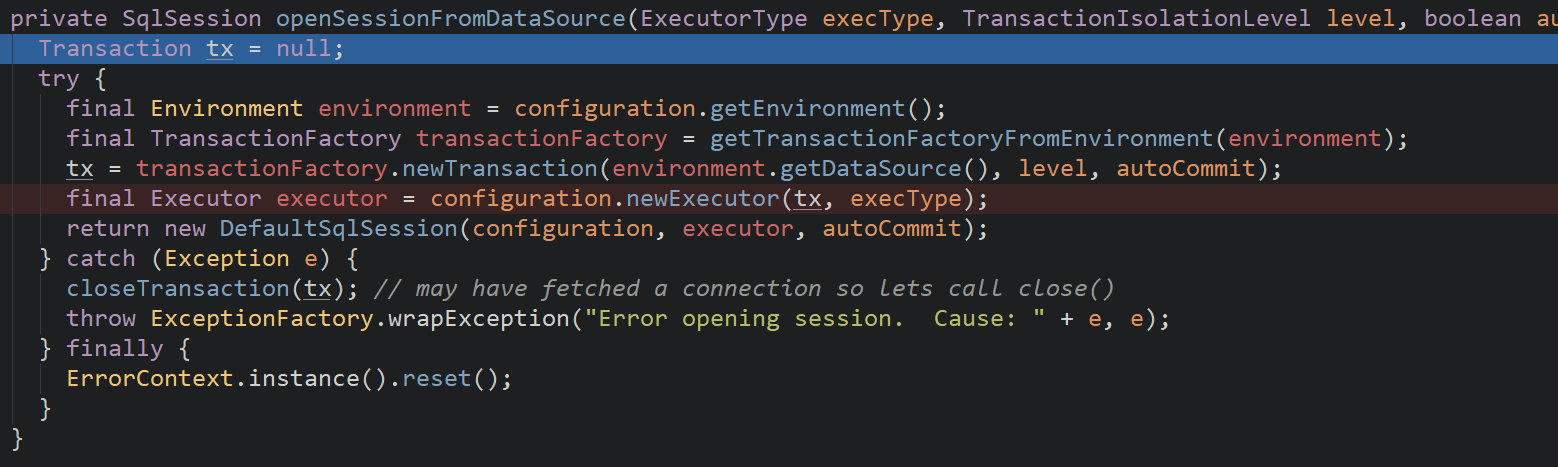 private SqlSession openSessionFromDataSource(ExecutorType execType, TransactionIsolationLevel level, boolean au
  Transaction tx = null;
  try {
    final Environment environment = configuration.getEnvironment();
    final TransactionFactory transactionFactory = getTransactionFactoryFromEnvironment(environment);
    tx = transactionFactory.newTransaction(environment.getDataSource(), level, autoCommit);
    final Executor executor = configuration.newExecutor(tx, execType);
    return new DefaultSqlSession(configuration, executor, autoCommit);
  } catch (Exception e) {
    closeTransaction(tx); // may have fetched a connection so lets call close()
    throw ExceptionFactory.wrapException("Error opening session.  Cause: " + e, e);
  } finally {
    ErrorContext.instance().reset();
  }
}